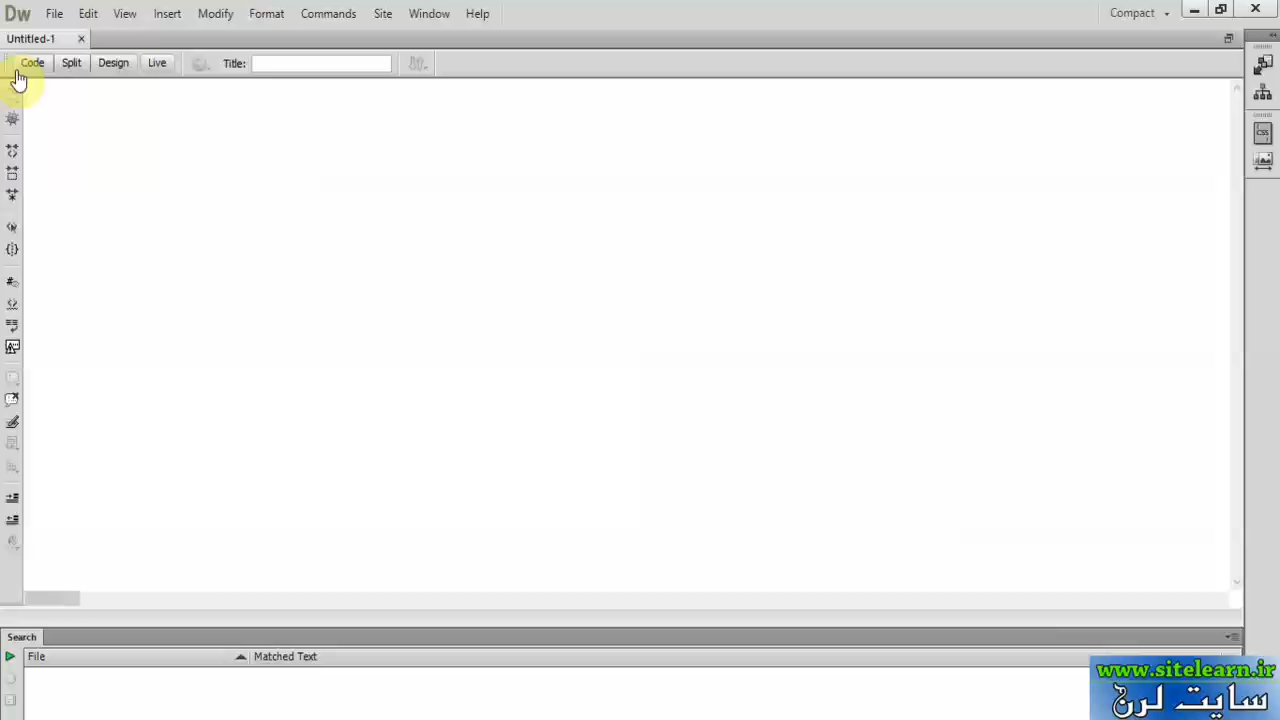 Dw File Edit View Insert Modify Format Commands Site Window Help Compact
Untitled-1
Code Split Design Live Title:
CSS
Search
File Matched Text
www.sitelearn.ir
سایت لرن